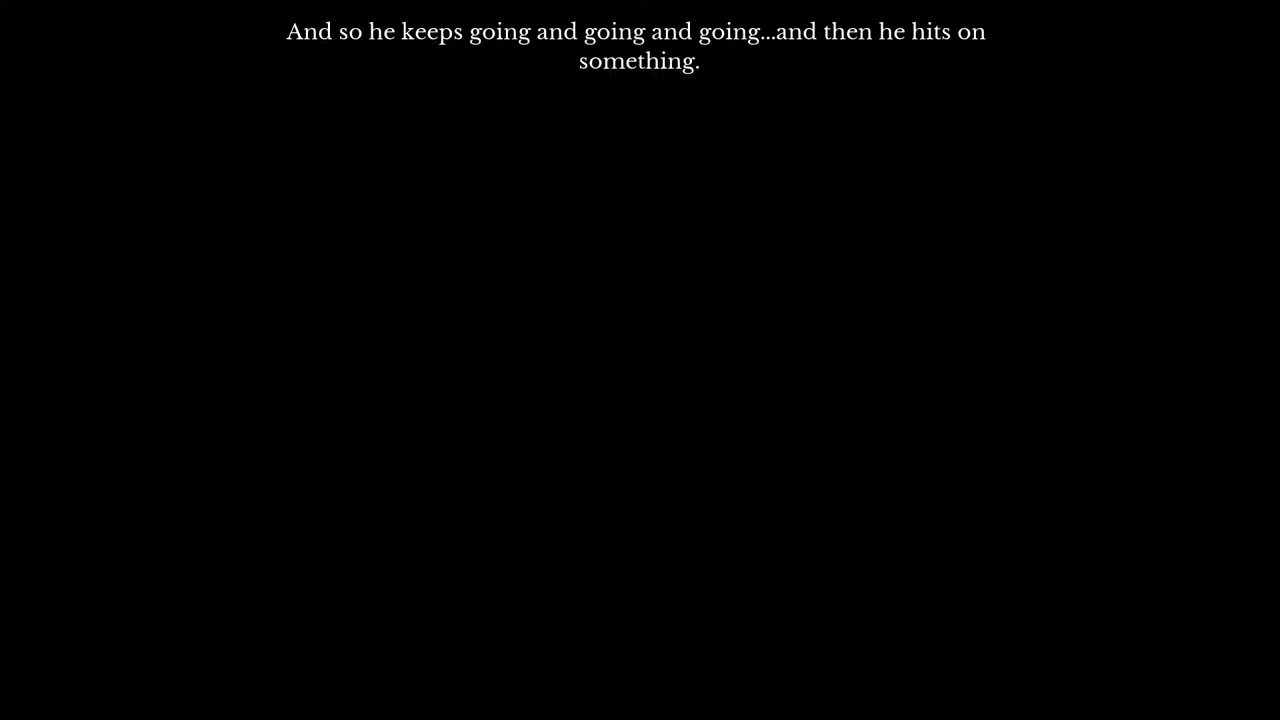 And so he keeps going and going and going...and then he hits on
something.